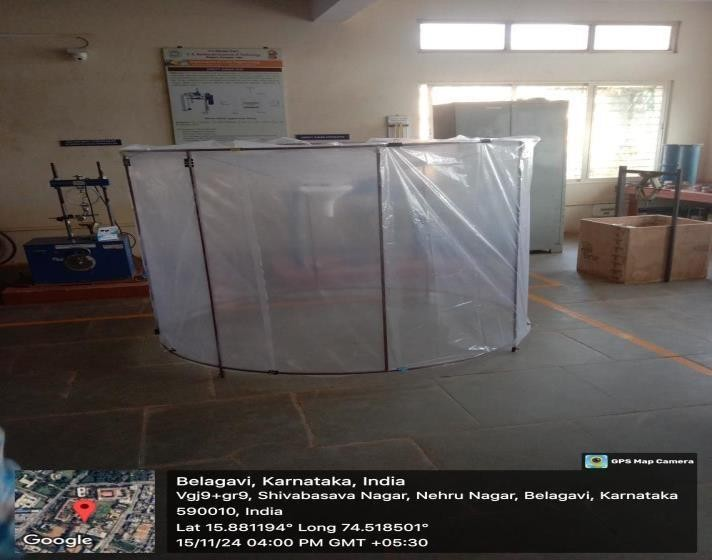 GPS Map Camera
Belagavi, Karnataka, India
Vgj9+gr9, Shivabasava Nagar, Nehru Nagar, Belagavi, Karnataka
590010, India
Lat 15.881194° Long 74.518501°
15/11/24 04:00 PM GMT +05:30
Google